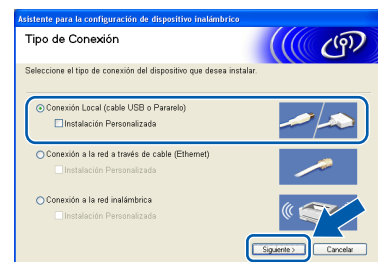 Asistente para la configuración de dispositivo inalámbrico
Tipo de Conexión
Seleccione el tipo de conexión del dispositivo que desea instalar.
Conexión Local (cable USB o Pararelo)
Instalación Personalizada
Conexión a la red a través de cable (Ethernet)
Instalación Personalizada
Conexión a la red inalámbrica
Instalación Personalizada
Siguiente >
Cancelar